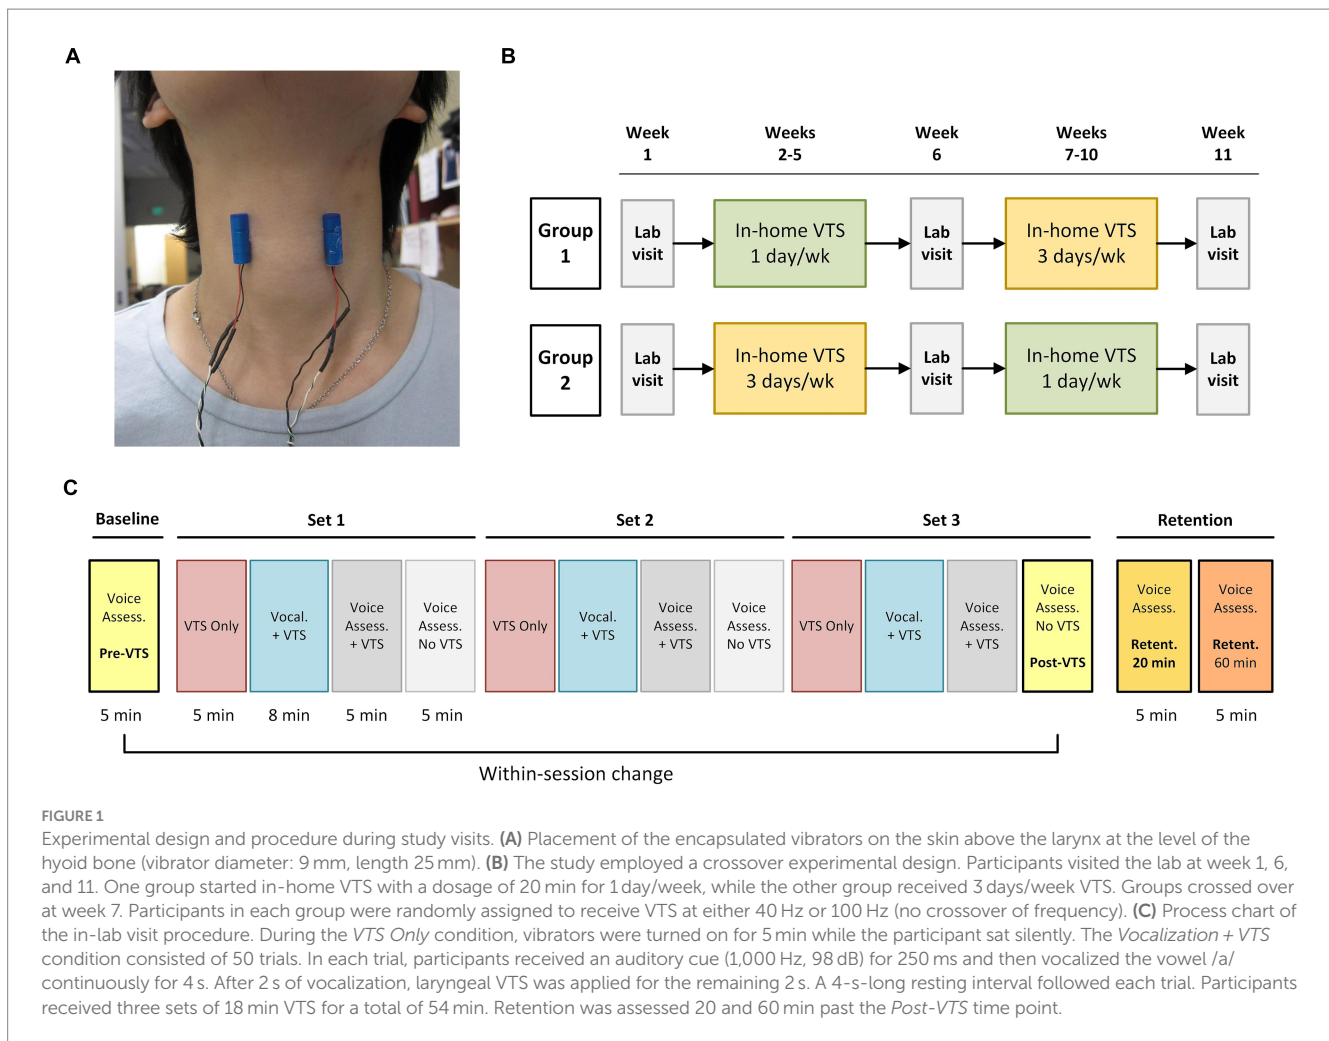 A
B
Week
1
Weeks
2-5
Week
6
Weeks
7-10
Week
11
Group
1
Lab
visit
In-home VTS
1 day/wk
Lab
visit
In-home VTS
3 days/wk
Lab
visit
Group
2
Lab
visit
In-home VTS
3 days/wk
Lab
visit
In-home VTS
1 day/wk
Lab
visit
C
Baseline
Set 1
Set 2
Set 3
Retention
Voice
Assess.
Pre-VTS
VTS Only
Vocal.
+ VTS
Voice
Assess.
+ VTS
Voice
Assess.
No VTS
VTS Only
Vocal.
+ VTS
Voice
Assess.
+ VTS
Voice
Assess.
No VTS
VTS Only
Vocal.
+ VTS
Voice
Assess.
+ VTS
Voice
Assess.
No VTS
Post-VTS
Voice
Assess.
Retent.
20 min
Voice
Assess.
Retent.
60 min
5 min
5 min
8 min
5 min
5 min
5 min
5 min
Within-session change
FIGURE 1
Experimental design and procedure during study visits. (A) Placement of the encapsulated vibrators on the skin above the larynx at the level of the
hyoid bone (vibrator diameter: 9 mm, length 25 mm). (B) The study employed a crossover experimental design. Participants visited the lab at week 1, 6,
and 11. One group started in-home VTS with a dosage of 20 min for 1 day/week, while the other group received 3 days/week VTS. Groups crossed over
at week 7. Participants in each group were randomly assigned to receive VTS at either 40 Hz or 100 Hz (no crossover of frequency). (C) Process chart of
the in-lab visit procedure. During the VTS Only condition, vibrators were turned on for 5 min while the participant sat silently. The Vocalization + VTS
condition consisted of 50 trials. In each trial, participants received an auditory cue (1,000 Hz, 98 dB) for 250 ms and then vocalized the vowel /a/
continuously for 4 s. After 2 s of vocalization, laryngeal VTS was applied for the remaining 2 s. A 4-s-long resting interval followed each trial. Participants
received three sets of 18 min VTS for a total of 54 min. Retention was assessed 20 and 60 min past the Post-VTS time point.